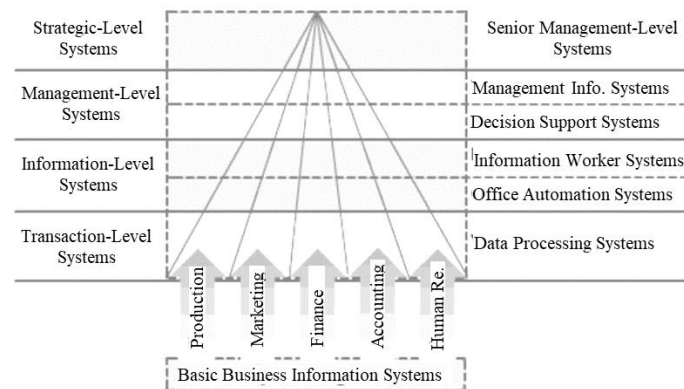 Strategic-Level
Systems
Senior Management-Level
Systems
Management-Level
Systems
Management Info. Systems
Decision Support Systems
Information-Level
Systems
Information Worker Systems
Office Automation Systems
Transaction-Level
Systems
Data Processing Systems
Production
Marketing
Finance
Accounting
Human Re.
Basic Business Information Systems